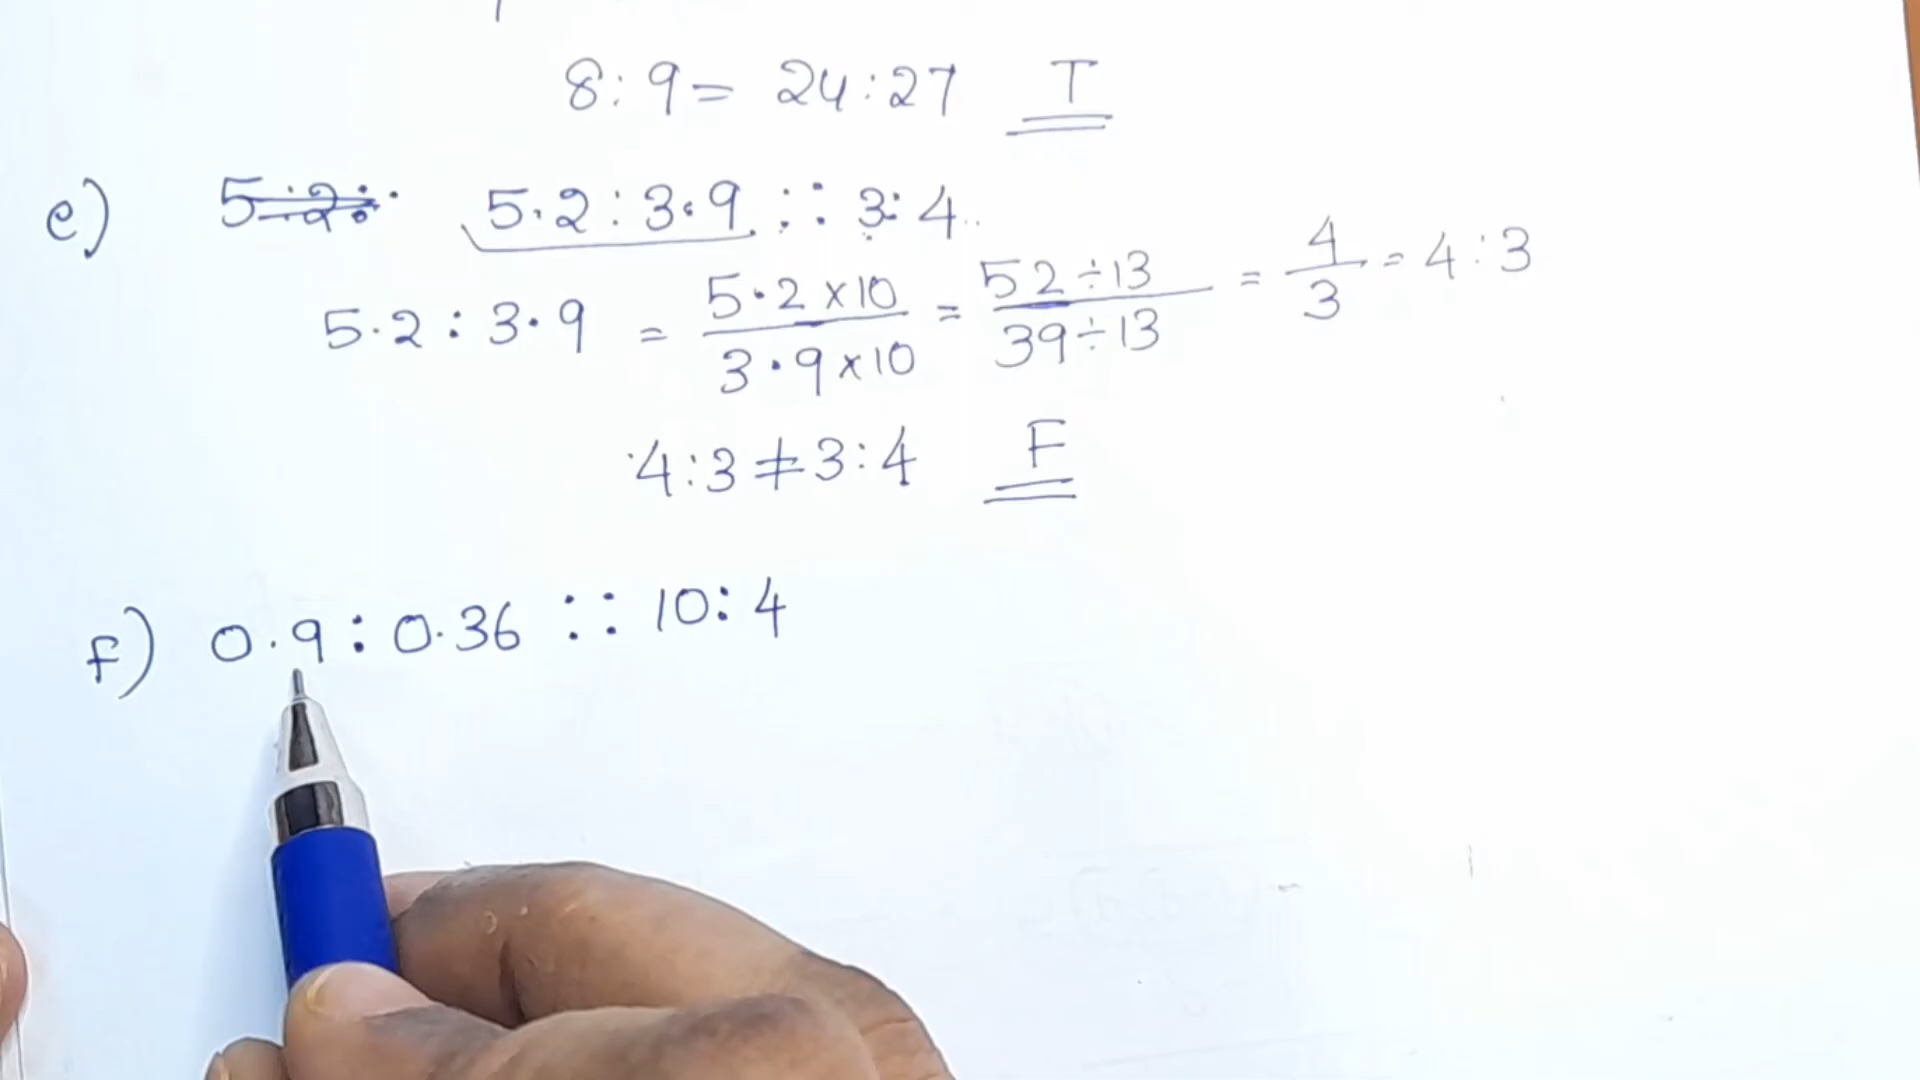 8:9 = 24:27 T
e) 5.2: 5.2:3.9 :: 3:4
5.2:3.9 = 5.2 x 10 / 3.9 x 10 = 52 ÷ 13 / 39 ÷ 13 = 4/3 = 4:3
4:3 ≠ 3:4 F
f) 0.9:0.36 :: 10:4